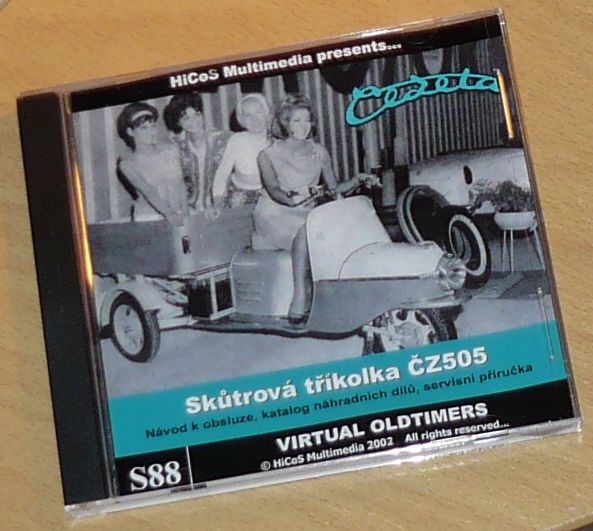 HiCoS Multimedia presents...
Čezeta
Skůtrová tříkolka ČZ505
Návod k obsluze, katalog náhradních dílů, servisní příručka
VIRTUAL OLDTIMERS
S88
© HiCoS Multimedia 2002 All rights reserved...